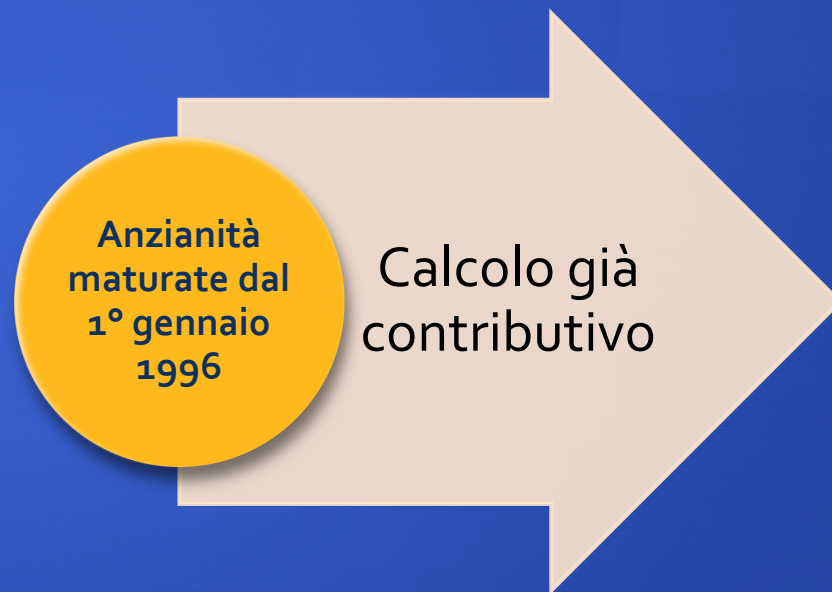 Anzianità
maturate dal
1° gennaio
1996
Calcolo già
contributivo